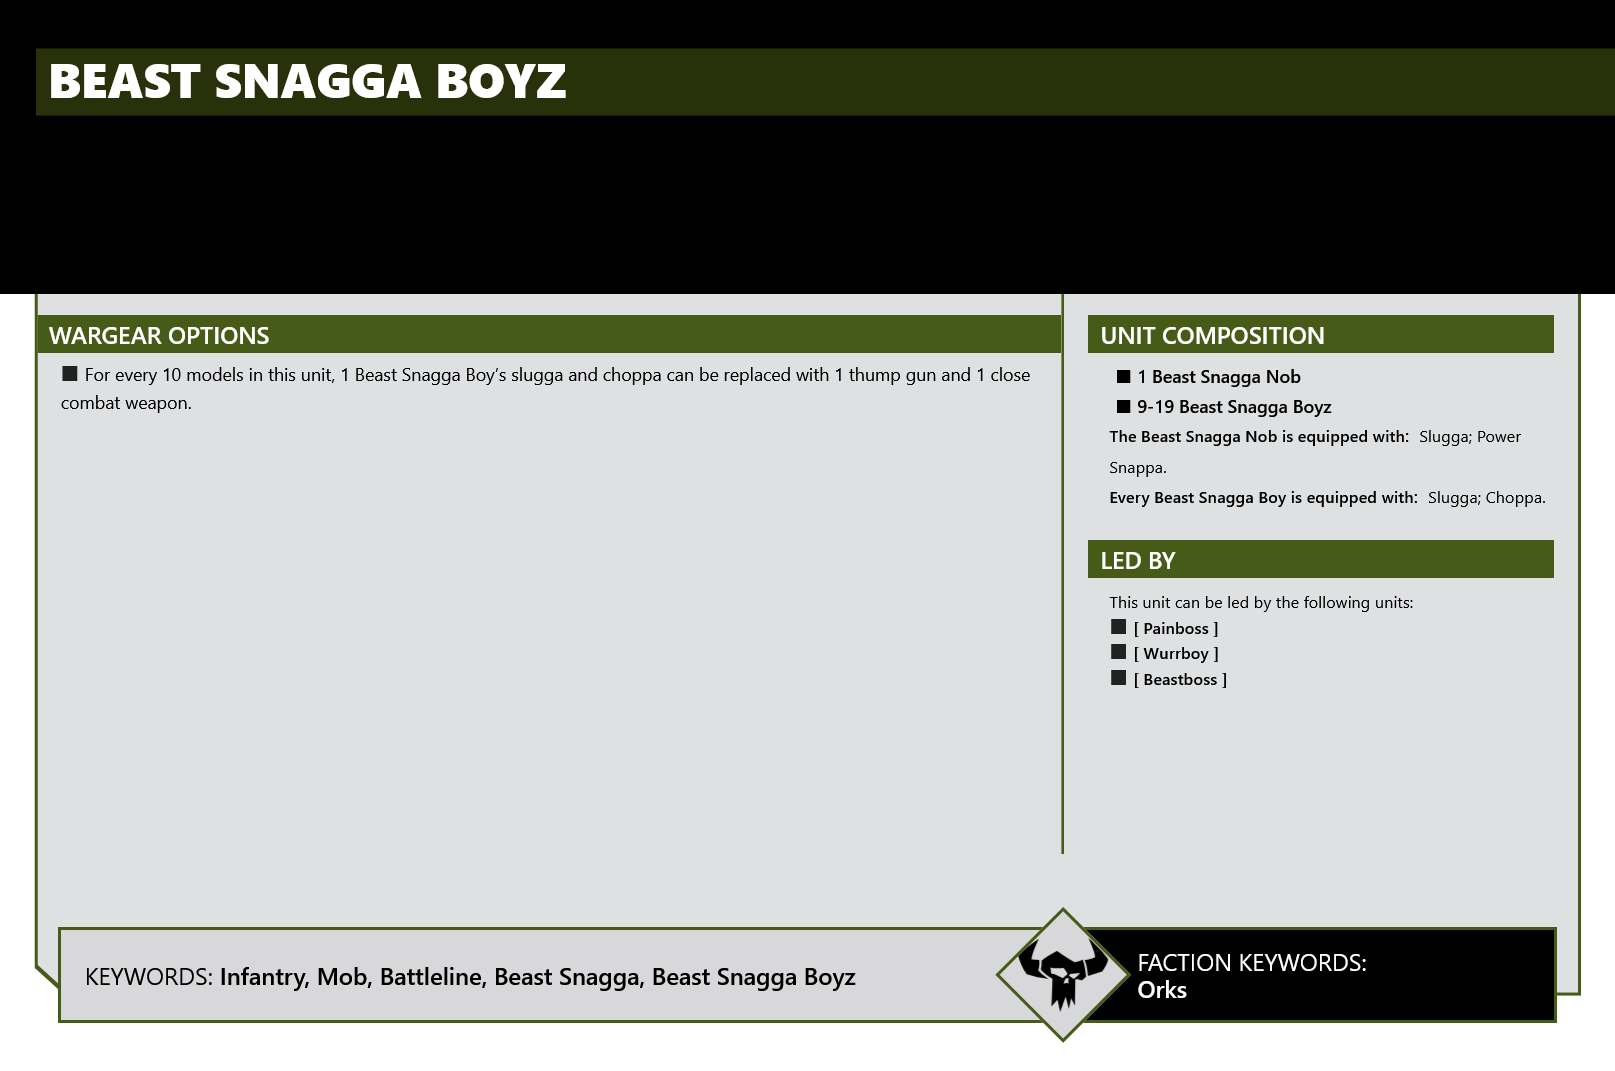 BEAST SNAGGA BOYZ
WARGEAR OPTIONS
■ For every 10 models in this unit, 1 Beast Snagga Boy’s slugga and choppa can be replaced with 1 thump gun and 1 close
combat weapon.
UNIT COMPOSITION
■ 1 Beast Snagga Nob
■ 9-19 Beast Snagga Boyz
The Beast Snagga Nob is equipped with: Slugga; Power
Snappa.
Every Beast Snagga Boy is equipped with: Slugga; Choppa.
LED BY
This unit can be led by the following units:
■ [ Painboss ]
■ [ Wurrboy ]
■ [ Beastboss ]
KEYWORDS: Infantry, Mob, Battleline, Beast Snagga, Beast Snagga Boyz
FACTION KEYWORDS:
Orks